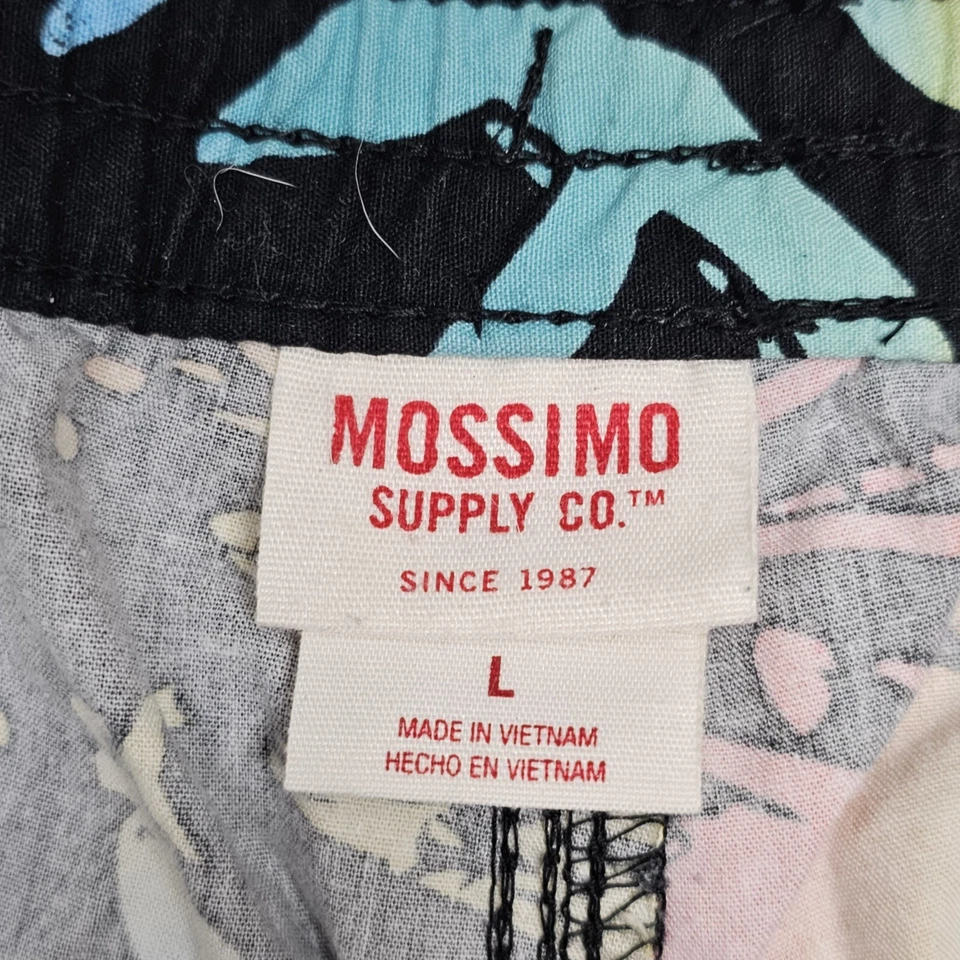 MOSSIMO
SUPPLY CO.™
SINCE 1987
L
MADE IN VIETNAM
HECHO EN VIETNAM